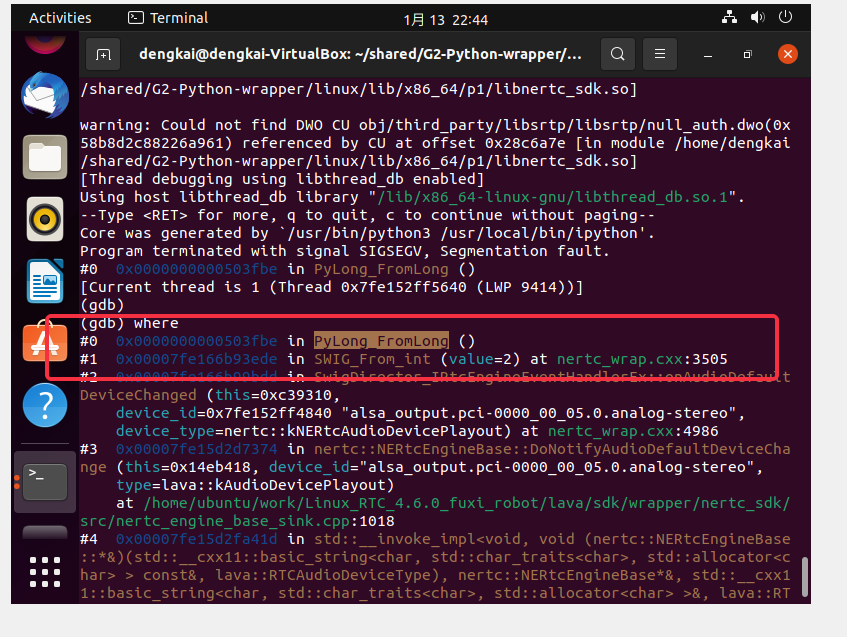 Activities
Terminal
1月 13 22:44
dengkai@dengkai-VirtualBox: ~/shared/G2-Python-wrapper/...
/shared/G2-Python-wrapper/linux/lib/x86_64/p1/libnertc_sdk.so]
warning: Could not find DWO CU obj/third_party/libsrtp/libsrtp/null_auth.dwo(0x
58b8d2c88226a961) referenced by CU at offset 0x28c6a7e [in module /home/dengkai
/shared/G2-Python-wrapper/linux/lib/x86_64/p1/libnertc_sdk.so]
[Thread debugging using libthread_db enabled]
Using host libthread_db library "/lib/x86_64-linux-gnu/libthread_db.so.1".
--Type <RET> for more, q to quit, c to continue without paging--
Core was generated by `/usr/bin/python3 /usr/local/bin/ipython'.
Program terminated with signal SIGSEGV, Segmentation fault.
#0  0x0000000000503fbe in PyLong_FromLong ()
[Current thread is 1 (Thread 0x7fe152ff5640 (LWP 9414))]
(gdb)
(gdb) where
#0  0x0000000000503fbe in PyLong_FromLong ()
#1  0x00007fe166b93ede in SWIG_From_int (value=2) at nertc_wrap.cxx:3505
#2  0x00007fe166b99bdd in SwigDirector_IRtcEngineEventHandlerEx::onAudioDefault
DeviceChanged (this=0xc39310,
device_id=0x7fe152ff4840 "alsa_output.pci-0000_00_05.0.analog-stereo",
device_type=nertc::kNERtcAudioDevicePlayout) at nertc_wrap.cxx:4986
#3  0x00007fe15d2d7374 in nertc::NERtcEngineBase::DoNotifyAudioDefaultDeviceCha
nge (this=0x14eb418, device_id="alsa_output.pci-0000_00_05.0.analog-stereo",
type=lava::kAudioDevicePlayout)
at /home/ubuntu/work/Linux_RTC_4.6.0_fuxi_robot/lava/sdk/wrapper/nertc_sdk/
src/nertc_engine_base_sink.cpp:1018
#4  0x00007fe15d2fa41d in std::__invoke_impl<void, void (nertc::NERtcEngineBase
::*&)(std::__cxx11::basic_string<char, std::char_traits<char>, std::allocator<c
har> > const&, lava::RTCAudioDeviceType), nertc::NERtcEngineBase*&, std::__cxx1
1::basic_string<char, std::char_traits<char>, std::allocator<char> >&, lava::RT